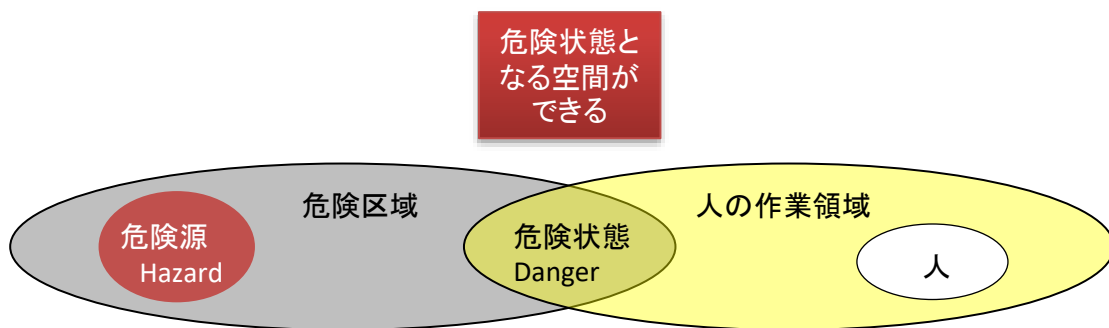 危険状態と
なる空間が
できる
危険区域
人の作業領域
危険源
Hazard
危険状態
Danger
人